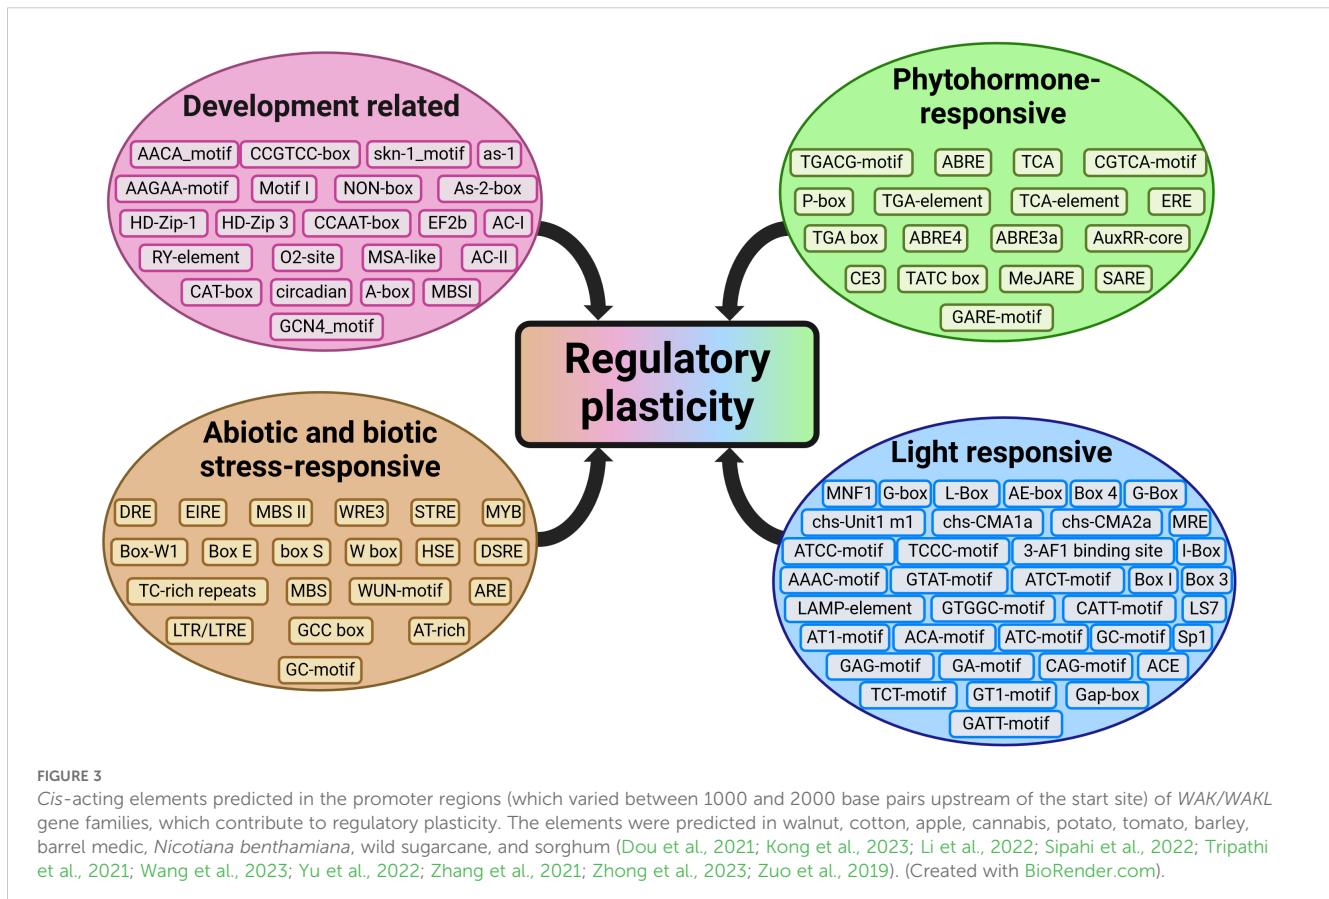 Development related
AACA_motif CCGTCC-box skn-1_motif as-1
AAGAA-motif Motif I NON-box As-2-box
HD-Zip-1 HD-Zip 3 CCAAT-box EF2b AC-I
RY-element O2-site MSA-like AC-II
CAT-box circadian A-box MBSI
GCN4_motif
Phytohormone-
responsive
TGACG-motif ABRE TCA CGTCA-motif
P-box TGA-element TCA-element ERE
TGA box ABRE4 ABRE3a AuxRR-core
CE3 TATC box MeJARE SARE
GARE-motif
Regulatory
plasticity
Abiotic and biotic
stress-responsive
DRE EIRE MBS II WRE3 STRE MYB
Box-W1 Box E box S W box HSE DSRE
TC-rich repeats MBS WUN-motif ARE
LTR/LTRE GCC box AT-rich
GC-motif
Light responsive
MNF1 G-box L-Box AE-box Box 4 G-Box
chs-Unit1 m1 chs-CMA1a chs-CMA2a MRE
ATCC-motif TCCC-motif 3-AF1 binding site I-Box
AAAC-motif GTAT-motif ATCT-motif Box I Box 3
LAMP-element GTGGC-motif CATT-motif LS7
AT1-motif ACA-motif ATC-motif GC-motif Sp1
GAG-motif GA-motif CAG-motif ACE
TCT-motif GT1-motif Gap-box
GATT-motif
FIGURE 3
Cis-acting elements predicted in the promoter regions (which varied between 1000 and 2000 base pairs upstream of the start site) of WAK/WAKL
gene families, which contribute to regulatory plasticity. The elements were predicted in walnut, cotton, apple, cannabis, potato, tomato, barley,
barrel medic, Nicotiana benthamiana, wild sugarcane, and sorghum (Dou et al., 2021; Kong et al., 2023; Li et al., 2022; Sipahi et al., 2022; Tripathi
et al., 2021; Wang et al., 2023; Yu et al., 2022; Zhang et al., 2021; Zhong et al., 2023; Zuo et al., 2019). (Created with BioRender.com).